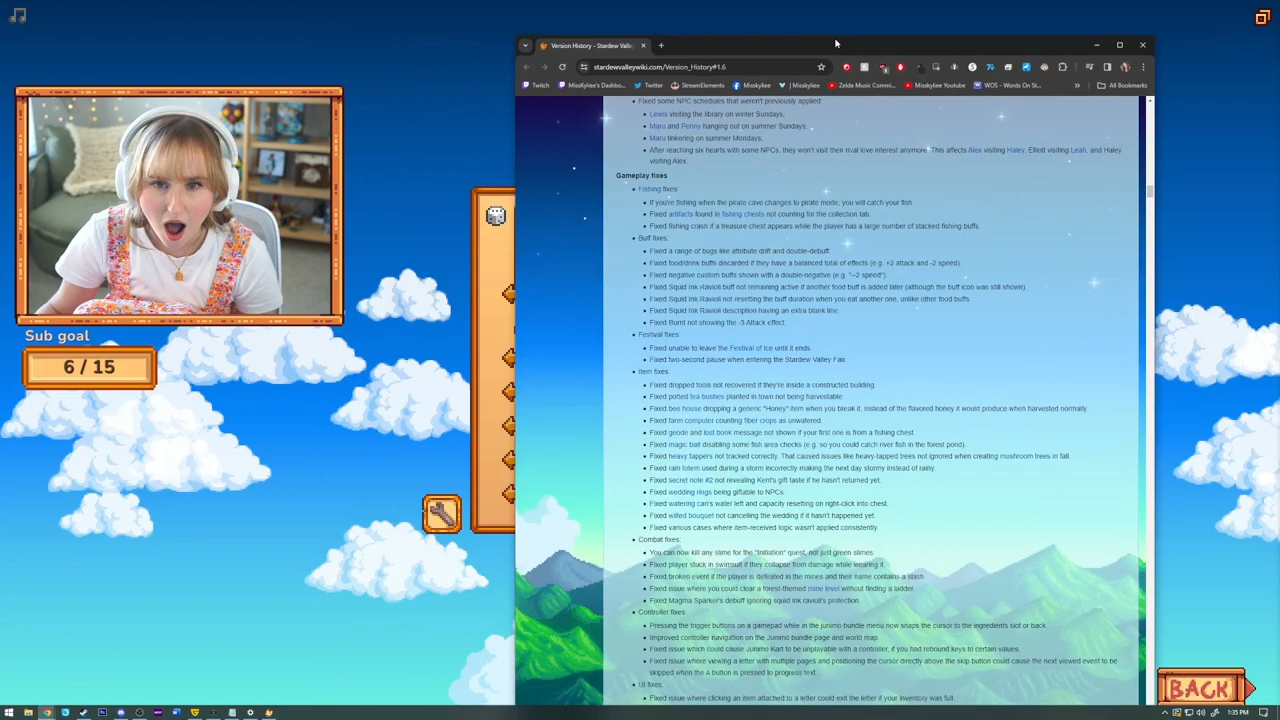 Version History - Stardew Valle
stardewvalleywiki.com/Version_History#1.6
Twitch
MissKyliee's Dashbo...
Twitter
StreamElements
Misskyliee
| Misskyliee
Zelda Music Commi...
Misskyliee Youtube
WOS - Words On St...
All Bookmarks
Fixed some NPC schedules that weren't previously applied:
Lewis visiting the library on winter Sundays,
Maru and Penny hanging out on summer Sundays,
Maru tinkering on summer Mondays,
After reaching six hearts with some NPCs, they won't visit their rival love interest anymore. This affects Alex visiting Haley, Elliott visiting Leah, and Haley
visiting Alex.
Gameplay fixes
Fishing fixes:
If you're fishing when the pirate cave changes to pirate mode, you will catch your fish.
Fixed artifacts found in fishing chests not counting for the collection tab.
Fixed fishing crash if a treasure chest appears while the player has a large number of stacked fishing buffs.
Buff fixes:
Fixed a range of bugs like attribute drift and double-debuff.
Fixed food/drink buffs discarded if they have a balanced total of effects (e.g. +2 attack and -2 speed).
Fixed negative custom buffs shown with a double-negative (e.g. "--2 speed")
Fixed Squid Ink Ravioli buff not remaining active if another food buff is added later (although the buff icon was still shown).
Fixed Squid Ink Ravioli not resetting the buff duration when you eat another one, unlike other food buffs.
Fixed Squid Ink Ravioli description having an extra blank line.
Fixed Burnt not showing the -3 Attack effect.
Festival fixes:
Fixed unable to leave the Festival of Ice until it ends.
Fixed two-second pause when entering the Stardew Valley Fair.
Item fixes:
Fixed dropped tools not recovered if they're inside a constructed building.
Fixed potted tea bushes planted in town not being harvestable.
Fixed bee house dropping a generic "Honey" item when you break it, instead of the flavored honey it would produce when harvested normally.
Fixed farm computer counting fiber crops as unwatered.
Fixed geode and lost book message not shown if your first one is from a fishing chest.
Fixed magic bait disabling some fish area checks (e.g. so you could catch river fish in the forest pond).
Fixed heavy tappers not tracked correctly. That caused issues like heavy-tapped trees not ignored when creating mushroom trees in fall.
Fixed rain totem used during a storm incorrectly making the next day stormy instead of rainy.
Fixed secret note #2 not revealing Kent's gift taste if he hasn't returned yet.
Fixed wedding rings being giftable to NPCs.
Fixed watering can's water left and capacity resetting on right-click into chest.
Fixed wilted bouquet not cancelling the wedding if it hasn't happened yet.
Fixed various cases where item-received logic wasn't applied consistently.
Combat fixes:
You can now kill any slime for the "Initiation" quest, not just green slimes.
Fixed player stuck in swimsuit if they collapse from damage while wearing it.
Fixed broken event if the player is defeated in the mines and their name contains a slash.
Fixed issue where you could clear a forest-themed mine level without finding a ladder.
Fixed Magma Sparker's debuff ignoring squid ink ravioli's protection.
Controller fixes:
Pressing the trigger buttons on a gamepad while in the junimo bundle menu now snaps the cursor to the ingredients slot or back.
Improved controller navigation on the Junimo bundle page and world map.
Fixed issue which could cause Junimo Kart to be unplayable with a controller, if you had rebound keys to certain values.
Fixed issue where viewing a letter with multiple pages and positioning the cursor directly above the skip button could cause the next viewed event to be
skipped when the A button is pressed to progress text.
UI fixes:
Fixed issue where clicking an item attached to a letter could exit the letter if your inventory was full.
Sub goal
6 / 15
BACK
1:35 PM